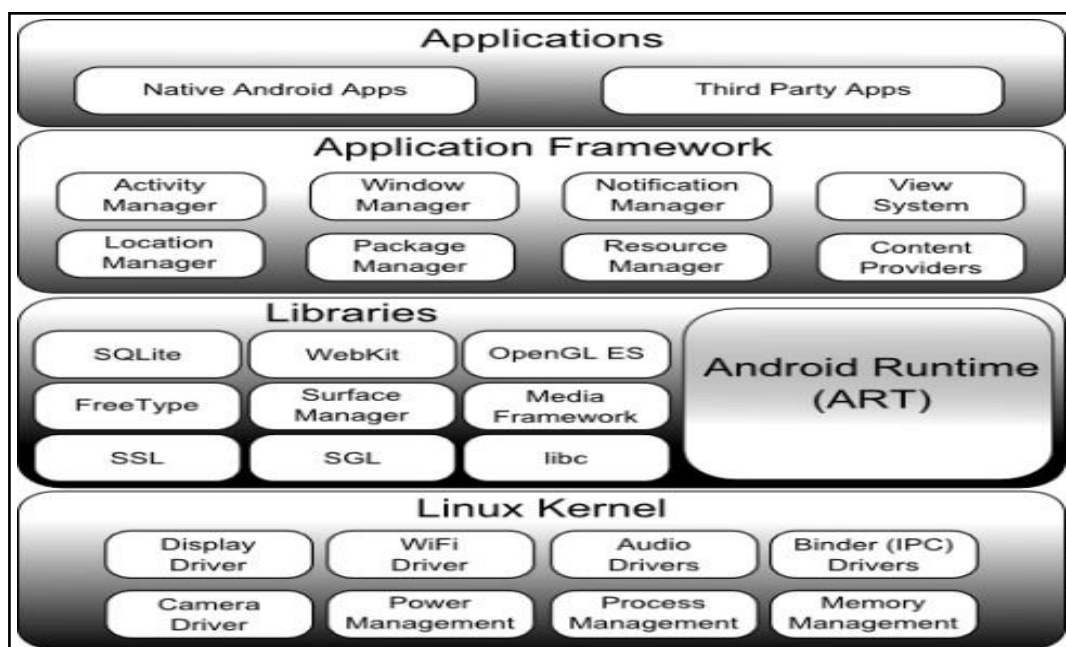 Applications
Native Android Apps
Third Party Apps
Application Framework
Activity
Manager
Window
Manager
Notification
Manager
View
System
Location
Manager
Package
Manager
Resource
Manager
Content
Providers
Libraries
SQLite
WebKit
OpenGL ES
FreeType
Surface
Manager
Media
Framework
SSL
SGL
libc
Android Runtime
(ART)
Linux Kernel
Display
Driver
WiFi
Driver
Audio
Drivers
Binder (IPC)
Drivers
Camera
Driver
Power
Management
Process
Management
Memory
Management